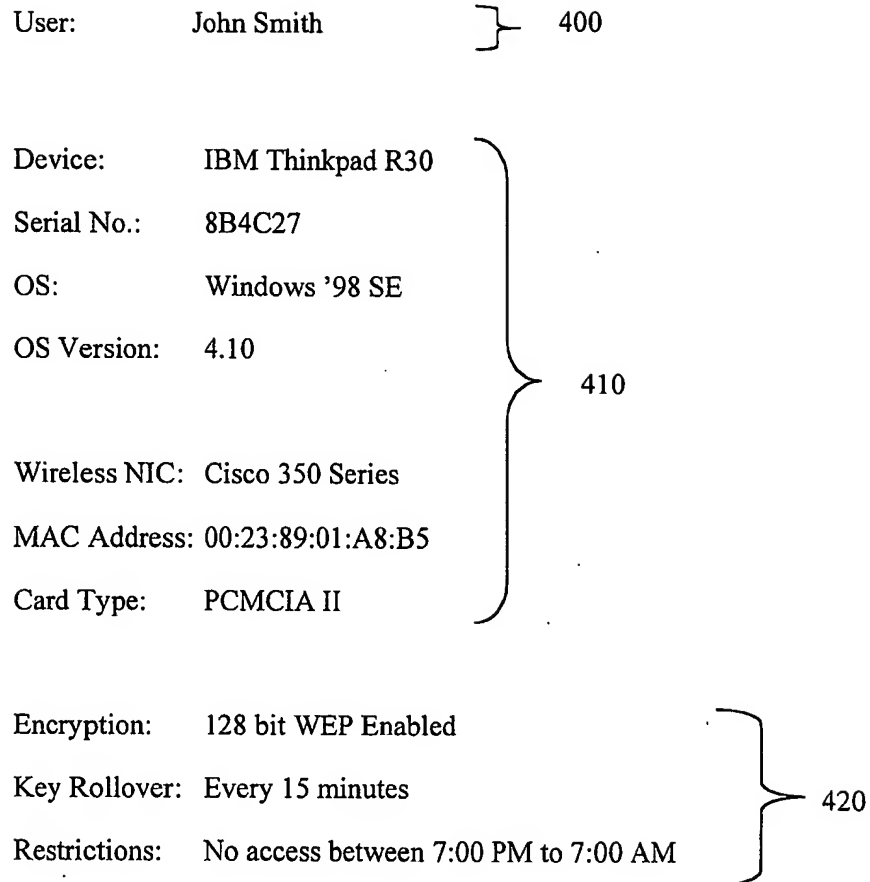 User: John Smith 400
Device: IBM Thinkpad R30
Serial No.: 8B4C27
OS: Windows '98 SE
OS Version: 4.10
410
Wireless NIC: Cisco 350 Series
MAC Address: 00:23:89:01:A8:B5
Card Type: PCMCIA II
Encryption: 128 bit WEP Enabled
Key Rollover: Every 15 minutes
420
Restrictions: No access between 7:00 PM to 7:00 AM